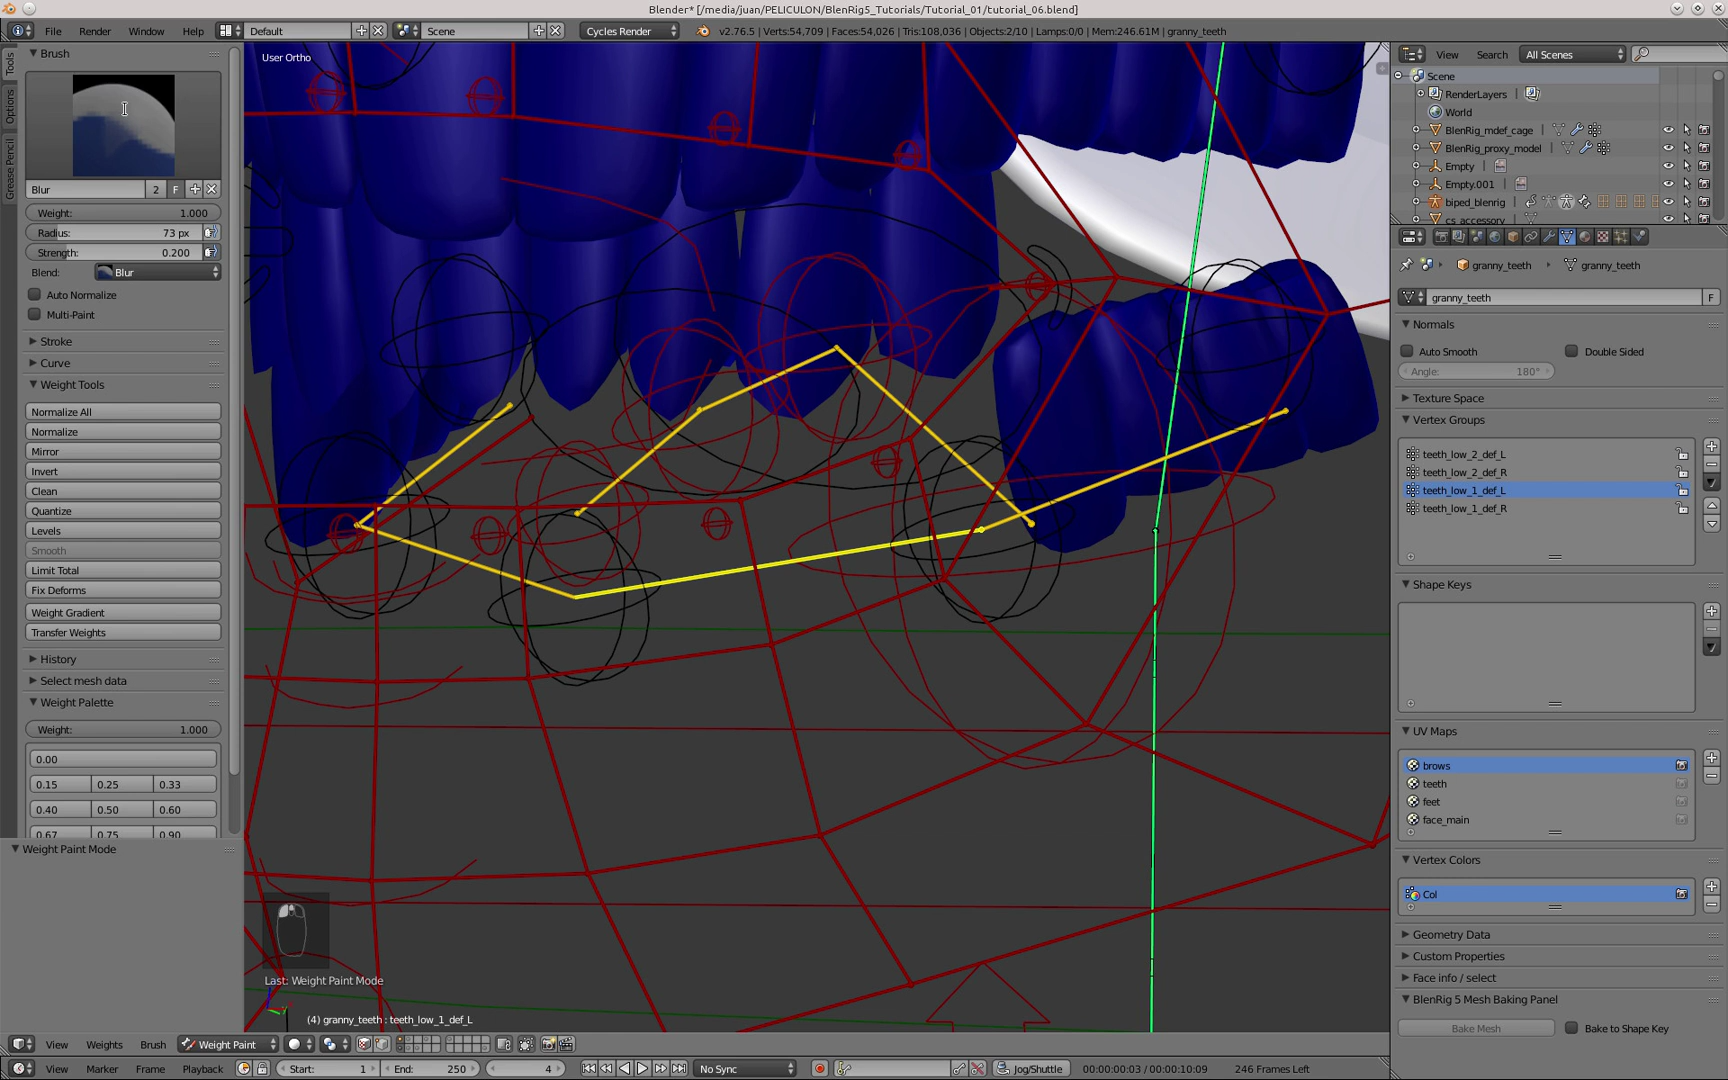 Blender* [/media/juan/PELICULON/BlenRig5_Tutorials/Tutorial_01/tutorial_06.blend]
File Render Window Help Default Scene Cycles Render v2.76.5 | Verts:54,709 | Faces:54,026 | Tris:108,036 | Objects:2/10 | Lamps:0/0 | Mem:246.61M | granny_teeth
Tools
Options
Grease Pencil
Brush
Blur 2 F
Weight: 1.000
Radius: 73 px
Strength: 0.200
Blend: Blur
Auto Normalize
Multi-Paint
Stroke
Curve
Weight Tools
Normalize All
Normalize
Mirror
Invert
Clean
Quantize
Levels
Smooth
Limit Total
Fix Deforms
Weight Gradient
Transfer Weights
History
Select mesh data
Weight Palette
Weight: 1.000
0.00
0.15 0.25 0.33
0.40 0.50 0.60
0.67 0.75 0.90
Weight Paint Mode
User Ortho
Last: Weight Paint Mode
(4) granny_teeth : teeth_low_1_def_L
View Weights Brush Weight Paint
View Marker Frame Playback Start: 1 End: 250 4 No Sync Jog/Shuttle 00:00:00:03 / 00:00:10:09 246 Frames Left
View Search All Scenes
Scene
RenderLayers
World
BlenRig_mdef_cage
BlenRig_proxy_model
Empty
Empty.001
biped_blenrig
cs_accessory
granny_teeth granny_teeth
granny_teeth F
Normals
Auto Smooth Double Sided
Angle: 180°
Texture Space
Vertex Groups
teeth_low_2_def_L
teeth_low_2_def_R
teeth_low_1_def_L
teeth_low_1_def_R
Shape Keys
UV Maps
brows
teeth
feet
face_main
Vertex Colors
Col
Geometry Data
Custom Properties
Face info / select
BlenRig 5 Mesh Baking Panel
Bake Mesh Bake to Shape Key